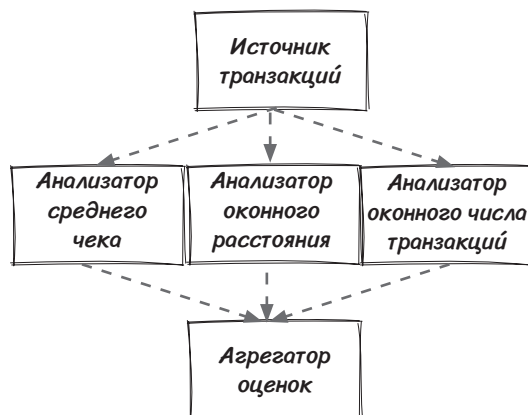 Источник
транзакций
Анализатор
среднего
чека
Анализатор
оконного
расстояния
Анализатор
оконного числа
транзакций
Агрегатор
оценок